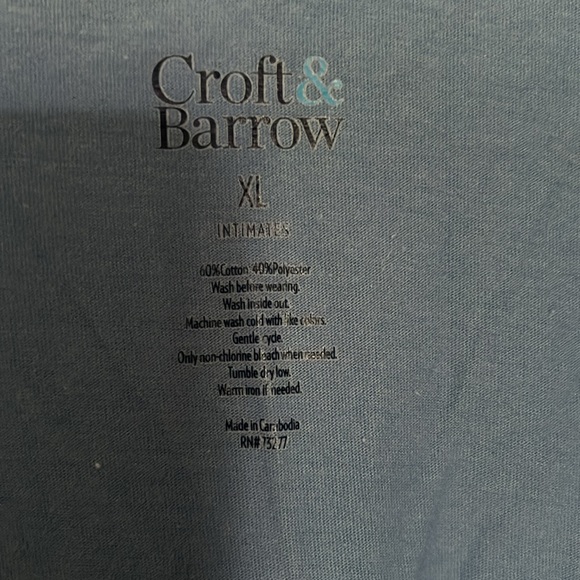 Croft&
Barrow
XL
INTIMATES
60%Cotton 40%Polyester
Wash before wearing.
Wash inside out.
Machine wash cold with like colors.
Gentle cycle.
Only non-chlorine bleach when needed.
Tumble dry low.
Warm iron if needed.
Made in Cambodia
RN# 73277